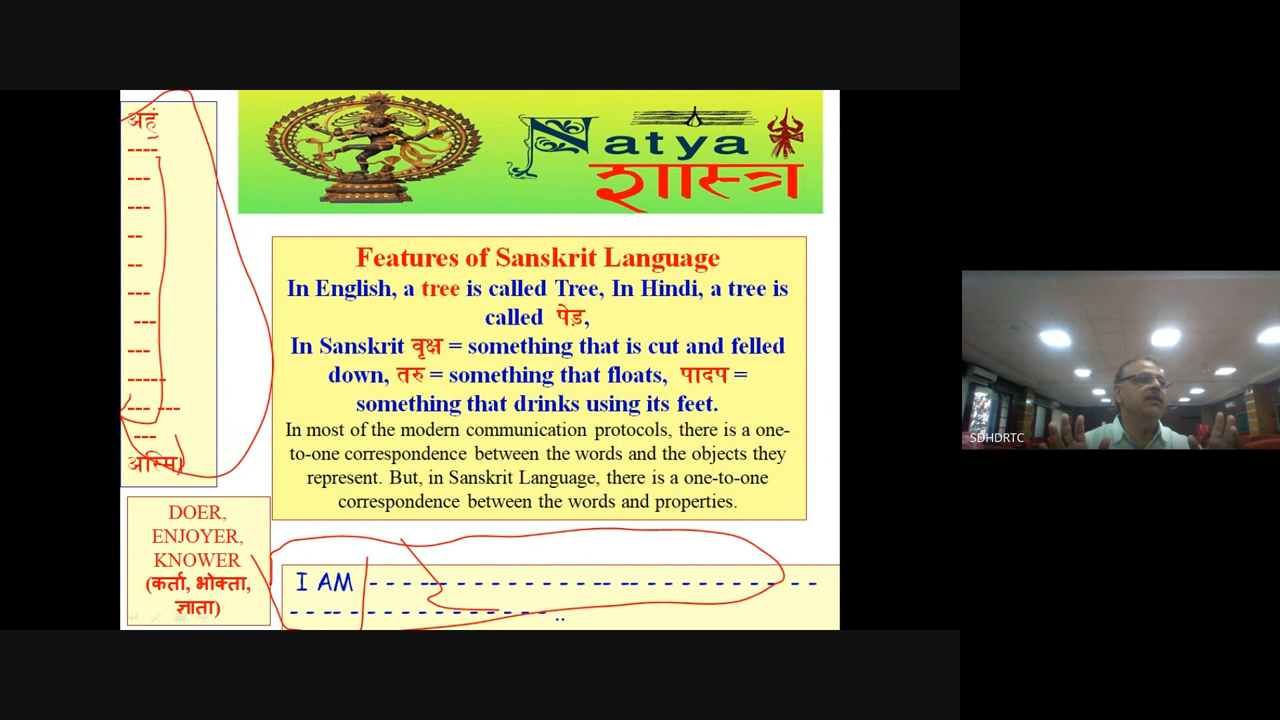 अहं
----
---
---
--
--
---
---
---
-----
--- ---
---
अस्मि।
Natya
शास्त्र
Features of Sanskrit Language
In English, a tree is called Tree, In Hindi, a tree is
called पेड़,
In Sanskrit वृक्ष = something that is cut and felled
down, तरु = something that floats, पादप =
something that drinks using its feet.
In most of the modern communication protocols, there is a one-
to-one correspondence between the words and the objects they
represent. But, in Sanskrit Language, there is a one-to-one
correspondence between the words and properties.
DOER,
ENJOYER,
KNOWER
(कर्ता, भोक्ता,
ज्ञाता)
I AM - - - - -- - - - - - - - - - - -- -- - - - - - - - - - - - - -
- - -- - - - - - - - - - - - - - - ..
SDHDRTC